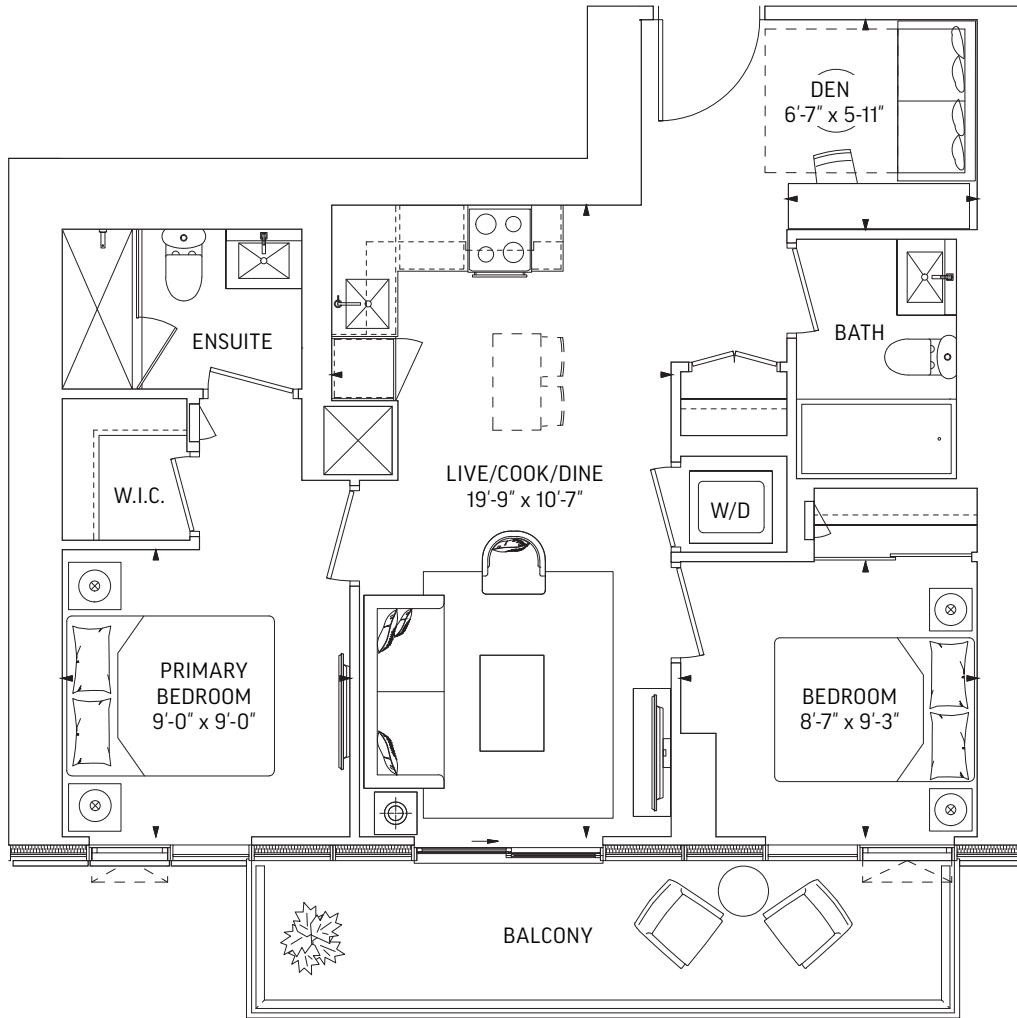 DEN
6'-7" x 5-11"
ENSUITE
BATH
LIVE/COOK/DINE
19'-9" x 10'-7"
W.I.C.
W/D
PRIMARY
BEDROOM
9'-0" x 9'-0"
BEDROOM
8'-7" x 9'-3"
BALCONY